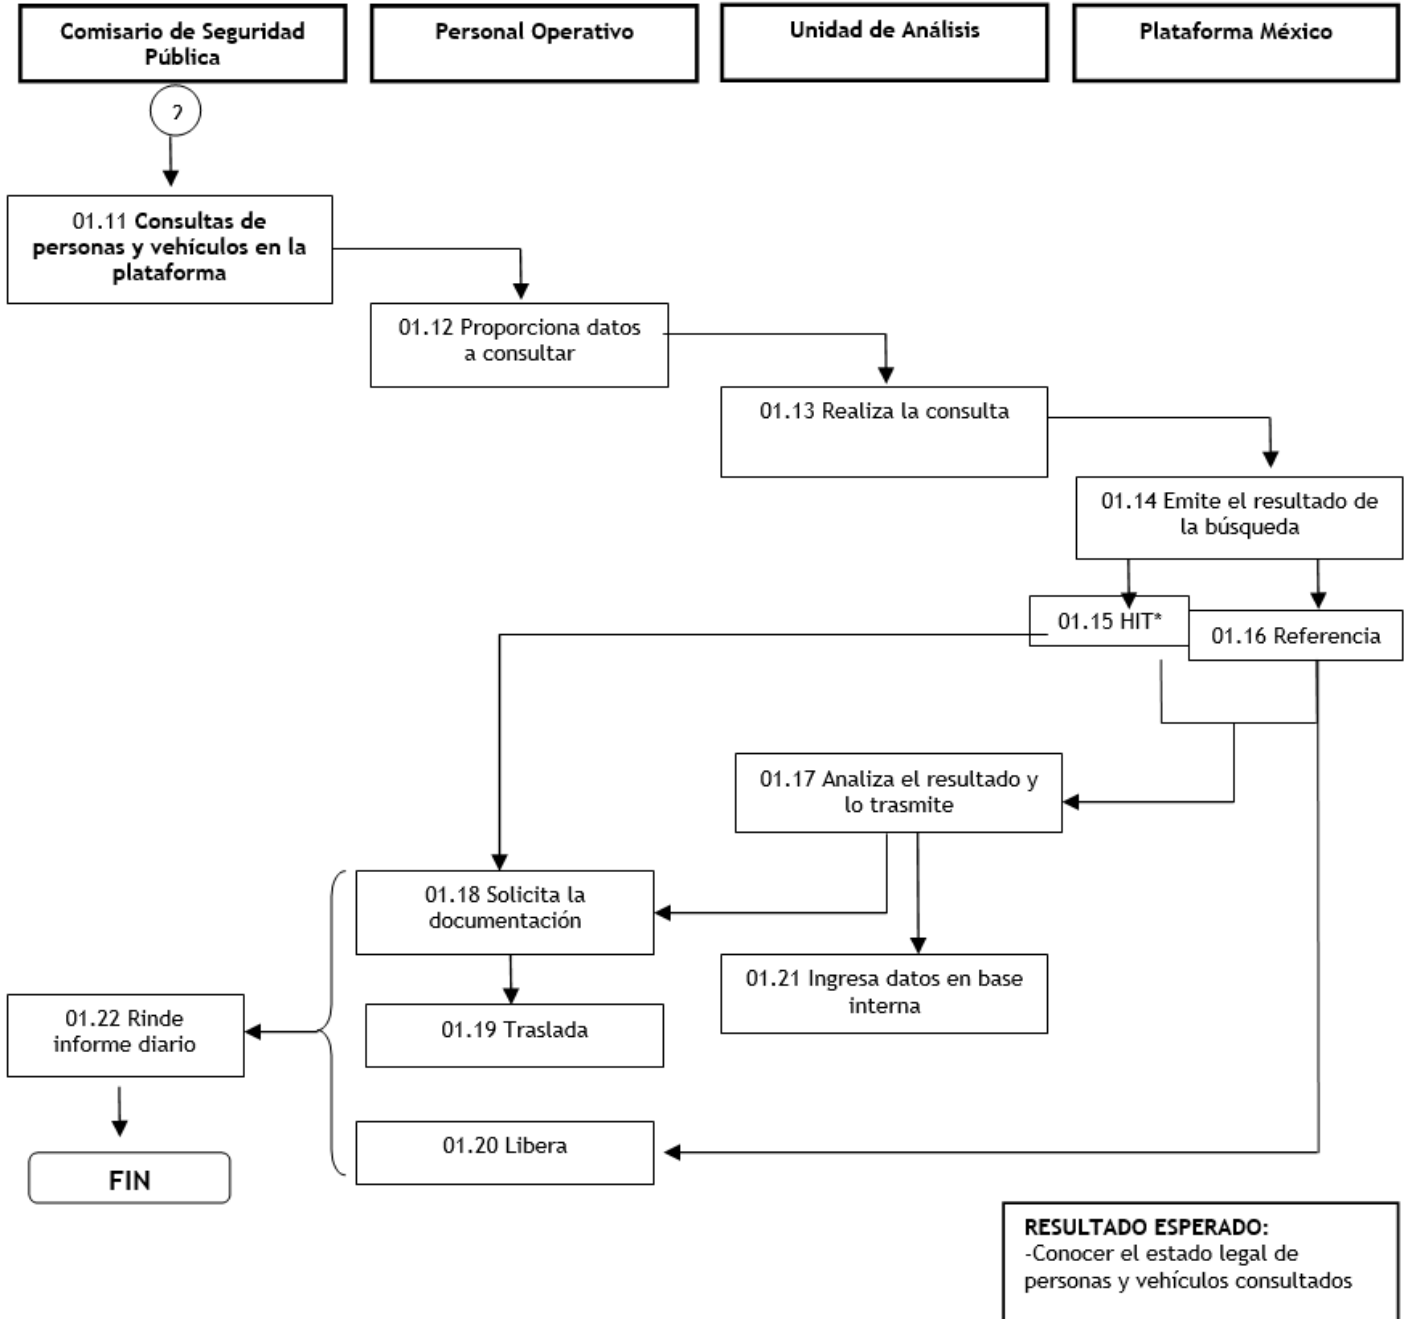 Comisario de Seguridad
Pública
Personal Operativo
Unidad de Análisis
Plataforma México
2
01.11 Consultas de
personas y vehículos en la
plataforma
01.12 Proporciona datos
a consultar
01.13 Realiza la consulta
01.14 Emite el resultado de
la búsqueda
01.15 HIT*
01.16 Referencia
01.17 Analiza el resultado y
lo trasmite
01.18 Solicita la
documentación
01.21 Ingresa datos en base
interna
01.22 Rinde
informe diario
01.19 Traslada
01.20 Libera
FIN
RESULTADO ESPERADO:
-Conocer el estado legal de
personas y vehículos consultados